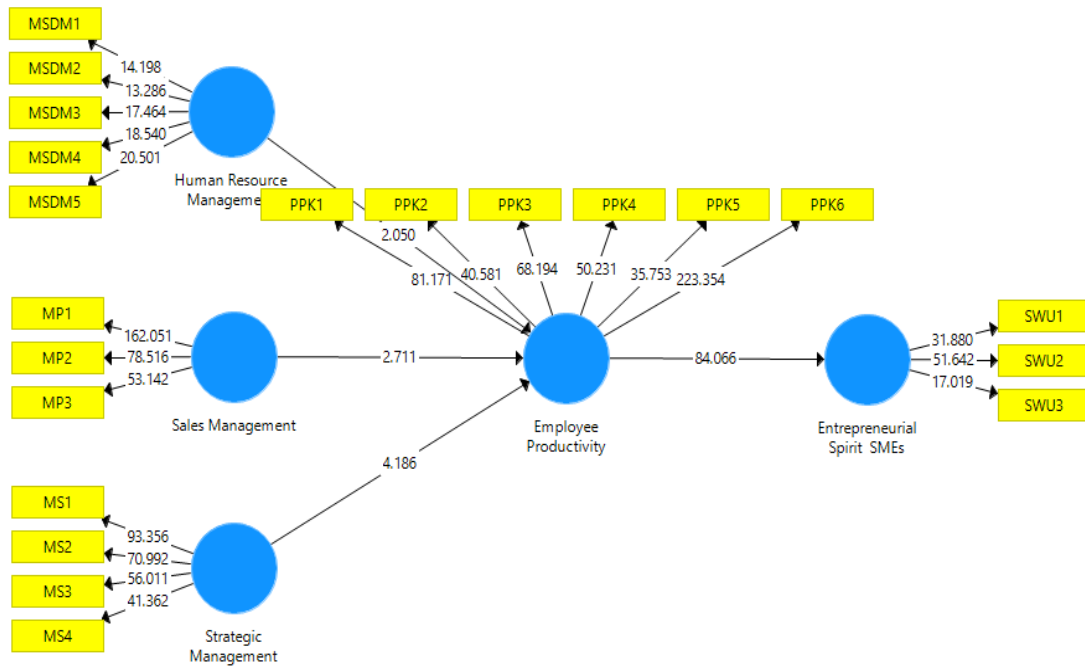 MSDM1
MSDM2
MSDM3
MSDM4
MSDM5
14.198
13.286
17.464
18.540
20.501
Human Resource
Management
PPK1
PPK2
PPK3
PPK4
PPK5
PPK6
2.050
81.171
40.581
68.194
50.231
35.753
223.354
MP1
MP2
MP3
162.051
78.516
53.142
Sales Management
2.711
Employee
Productivity
84.066
Entrepreneurial
Spirit SMEs
31.880
51.642
17.019
SWU1
SWU2
SWU3
4.186
MS1
MS2
MS3
MS4
93.356
70.992
56.011
41.362
Strategic
Management